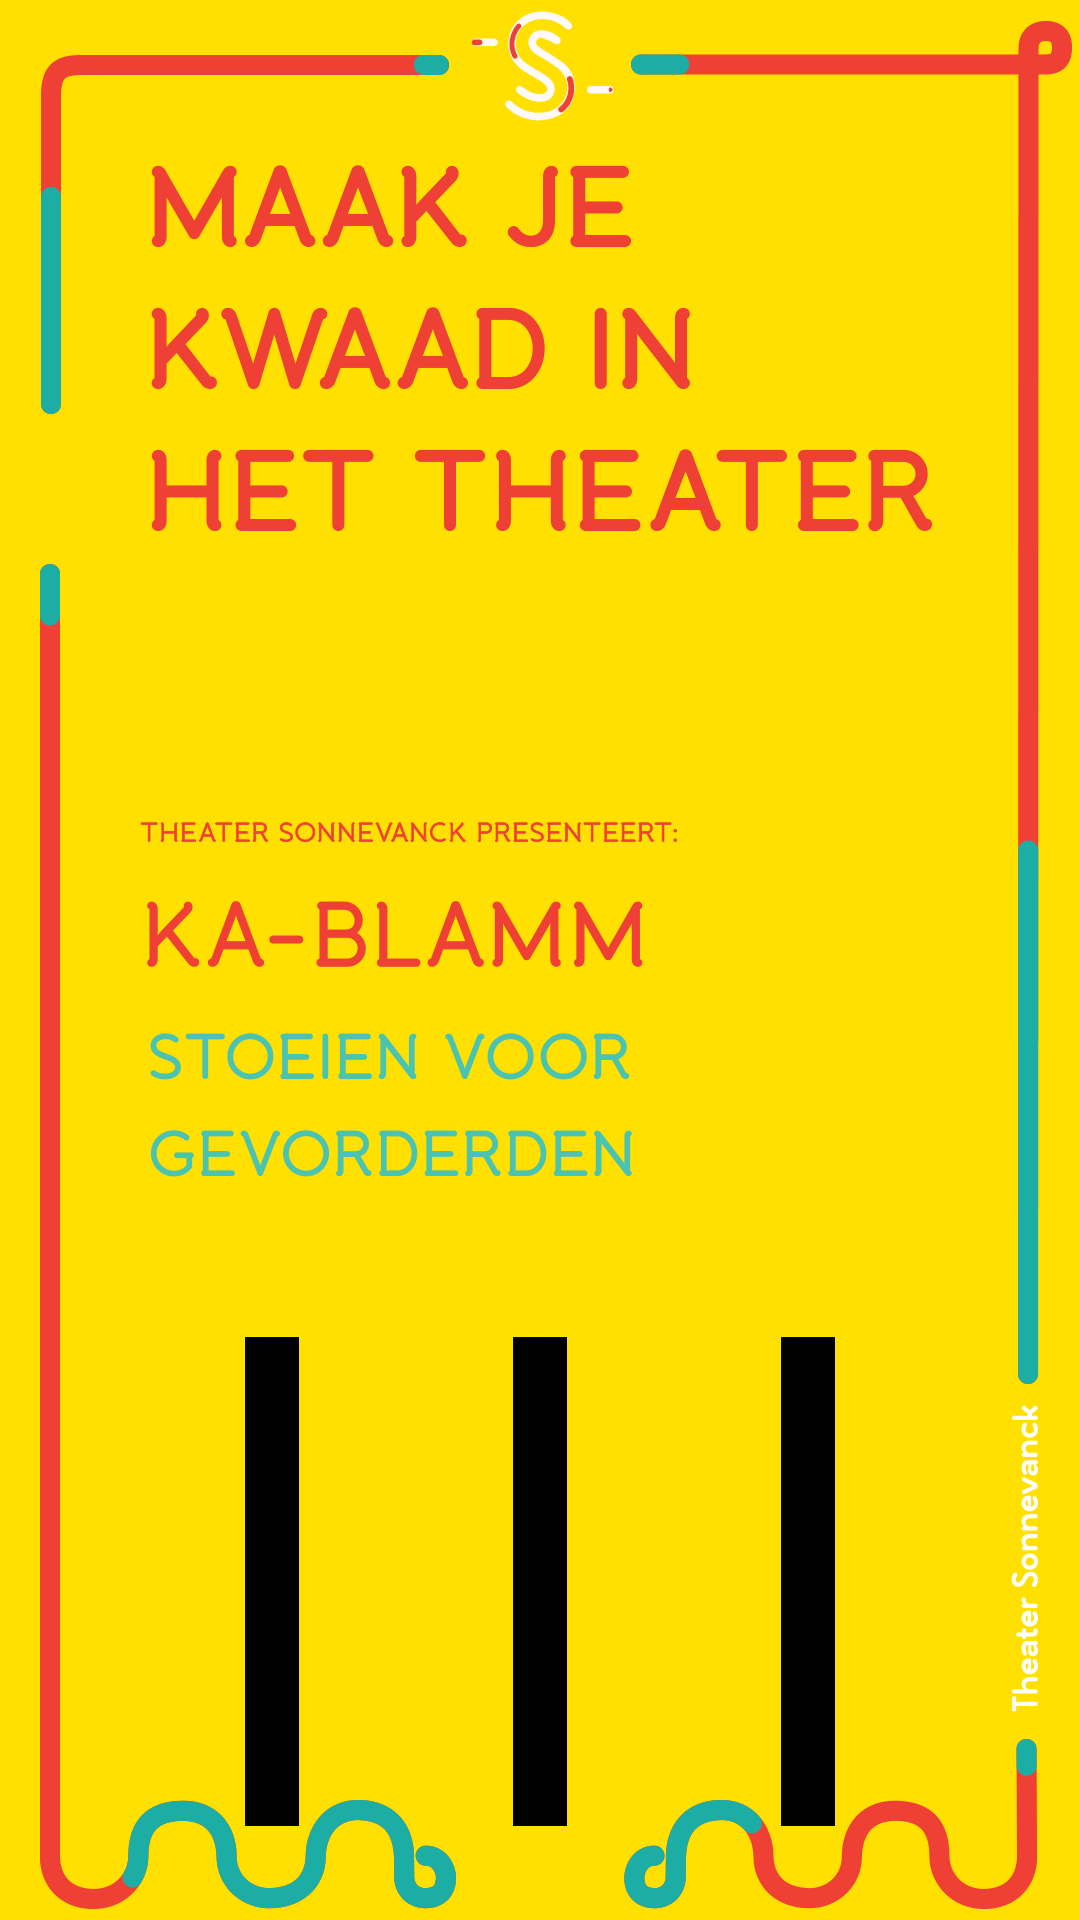 S
MAAK JE
KWAAD IN
HET THEATER
THEATER SONNEVANCK PRESENTEERT:
KA-BLAMM
STOEIEN VOOR
GEVORDERDEN
Theater Sonnevanck